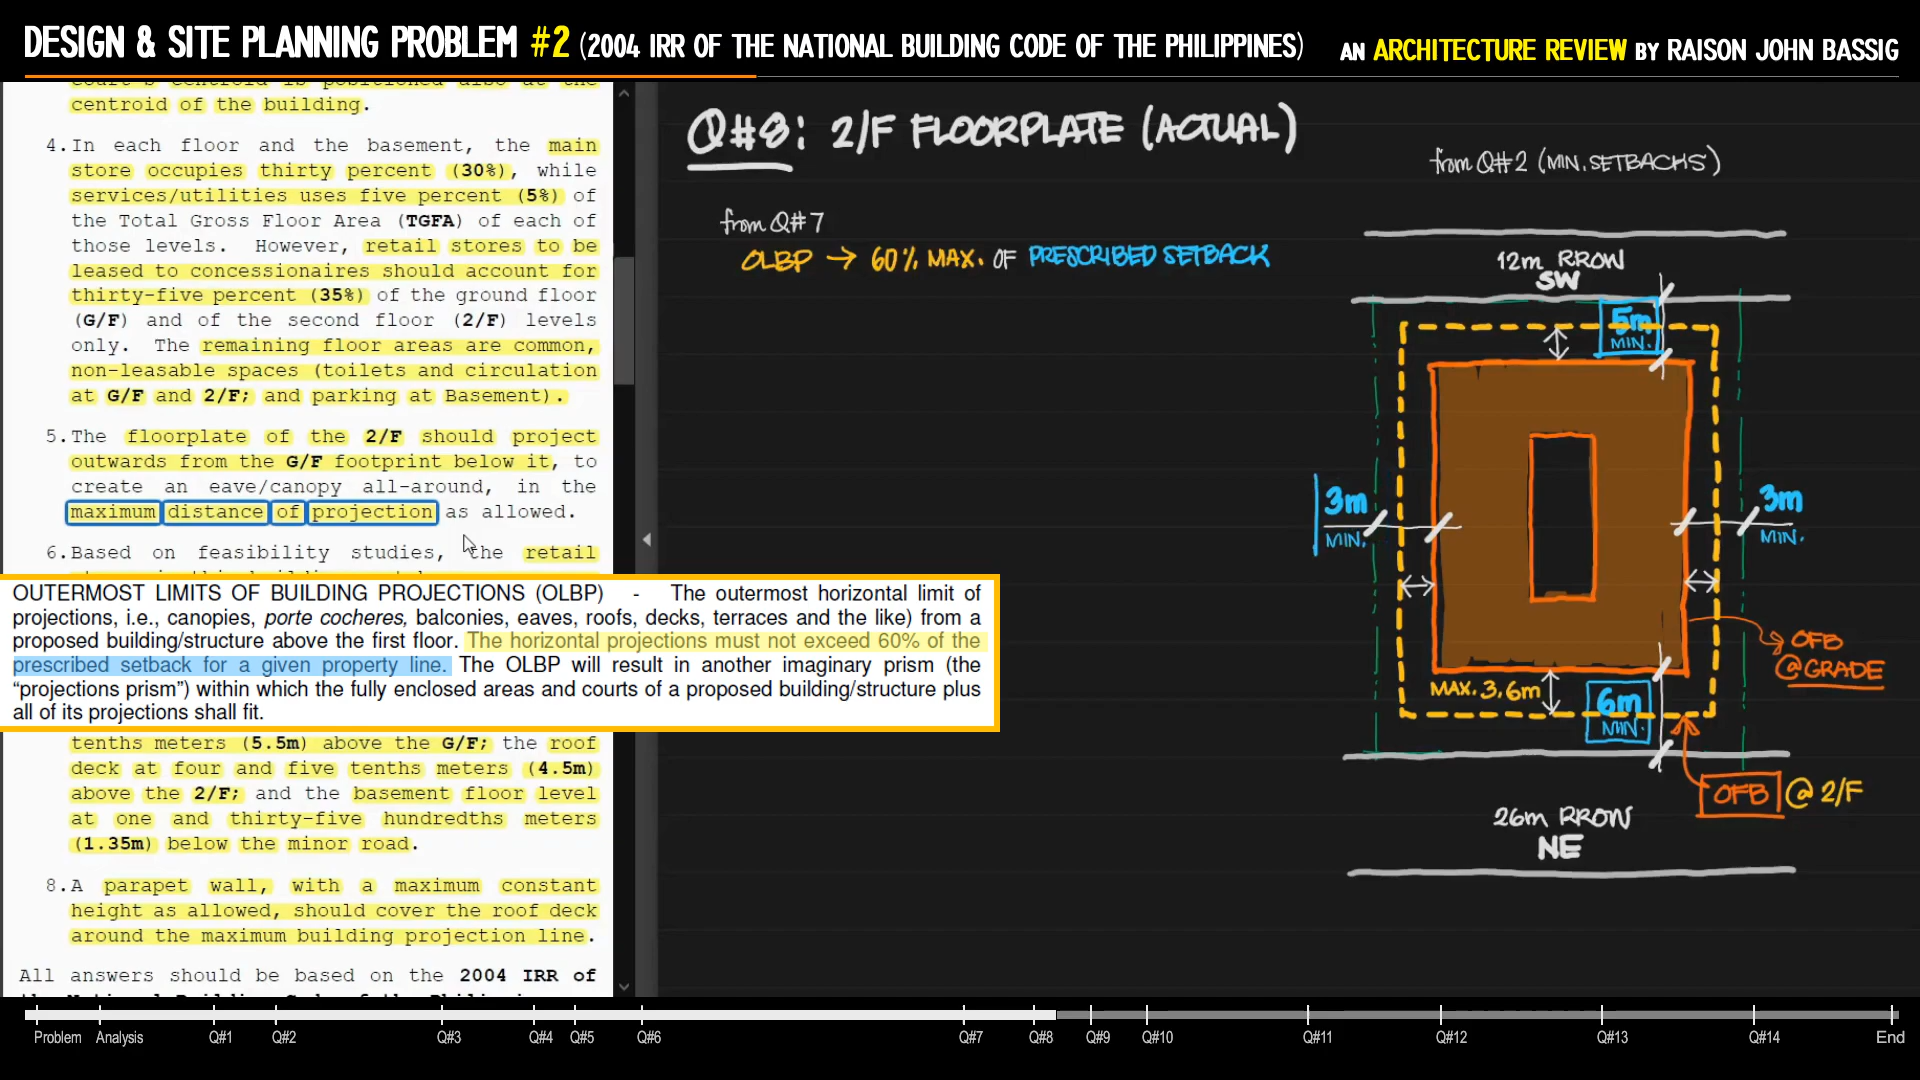 DESIGN & SITE PLANNING PROBLEM #2 (2004 IRR OF THE NATIONAL BUILDING CODE OF THE PHILIPPINES)
AN ARCHITECTURE REVIEW BY RAISON JOHN BASSIG
centroid of the building.
4. In each floor and the basement, the main
store occupies thirty percent (30%), while
services/utilities uses five percent (5%) of
the Total Gross Floor Area (TGFA) of each of
those levels. However, retail stores to be
leased to concessionaires should account for
thirty-five percent (35%) of the ground floor
(G/F) and of the second floor (2/F) levels
only. The remaining floor areas are common,
non-leasable spaces (toilets and circulation
at G/F and 2/F; and parking at Basement).
5. The floorplate of the 2/F should project
outwards from the G/F footprint below it, to
create an eave/canopy all-around, in the
maximum distance of projection as allowed.
6. Based on feasibility studies, the retail
OUTERMOST LIMITS OF BUILDING PROJECTIONS (OLBP) - The outermost horizontal limit of
projections, i.e., canopies, porte cocheres, balconies, eaves, roofs, decks, terraces and the like) from a
proposed building/structure above the first floor. The horizontal projections must not exceed 60% of the
prescribed setback for a given property line. The OLBP will result in another imaginary prism (the
“projections prism”) within which the fully enclosed areas and courts of a proposed building/structure plus
all of its projections shall fit.
tenths meters (5.5m) above the G/F; the roof
deck at four and five tenths meters (4.5m)
above the 2/F; and the basement floor level
at one and thirty-five hundredths meters
(1.35m) below the minor road.
8. A parapet wall, with a maximum constant
height as allowed, should cover the roof deck
around the maximum building projection line.
All answers should be based on the 2004 IRR of
Q#8: 2/F FLOORPLATE (ACTUAL)
from Q#7
OLBP → 60% MAX. OF PRESCRIBED SETBACK
from Q#2 (MIN. SETBACKS)
12m RROW
SW
5m
MIN.
3m
MIN.
3m
MIN.
OFB
@GRADE
MAX. 3.6m
6m
MIN.
OFB @ 2/F
26m RROW
NE
Problem Analysis Q#1 Q#2 Q#3 Q#4 Q#5 Q#6 Q#7 Q#8 Q#9 Q#10 Q#11 Q#12 Q#13 Q#14 End